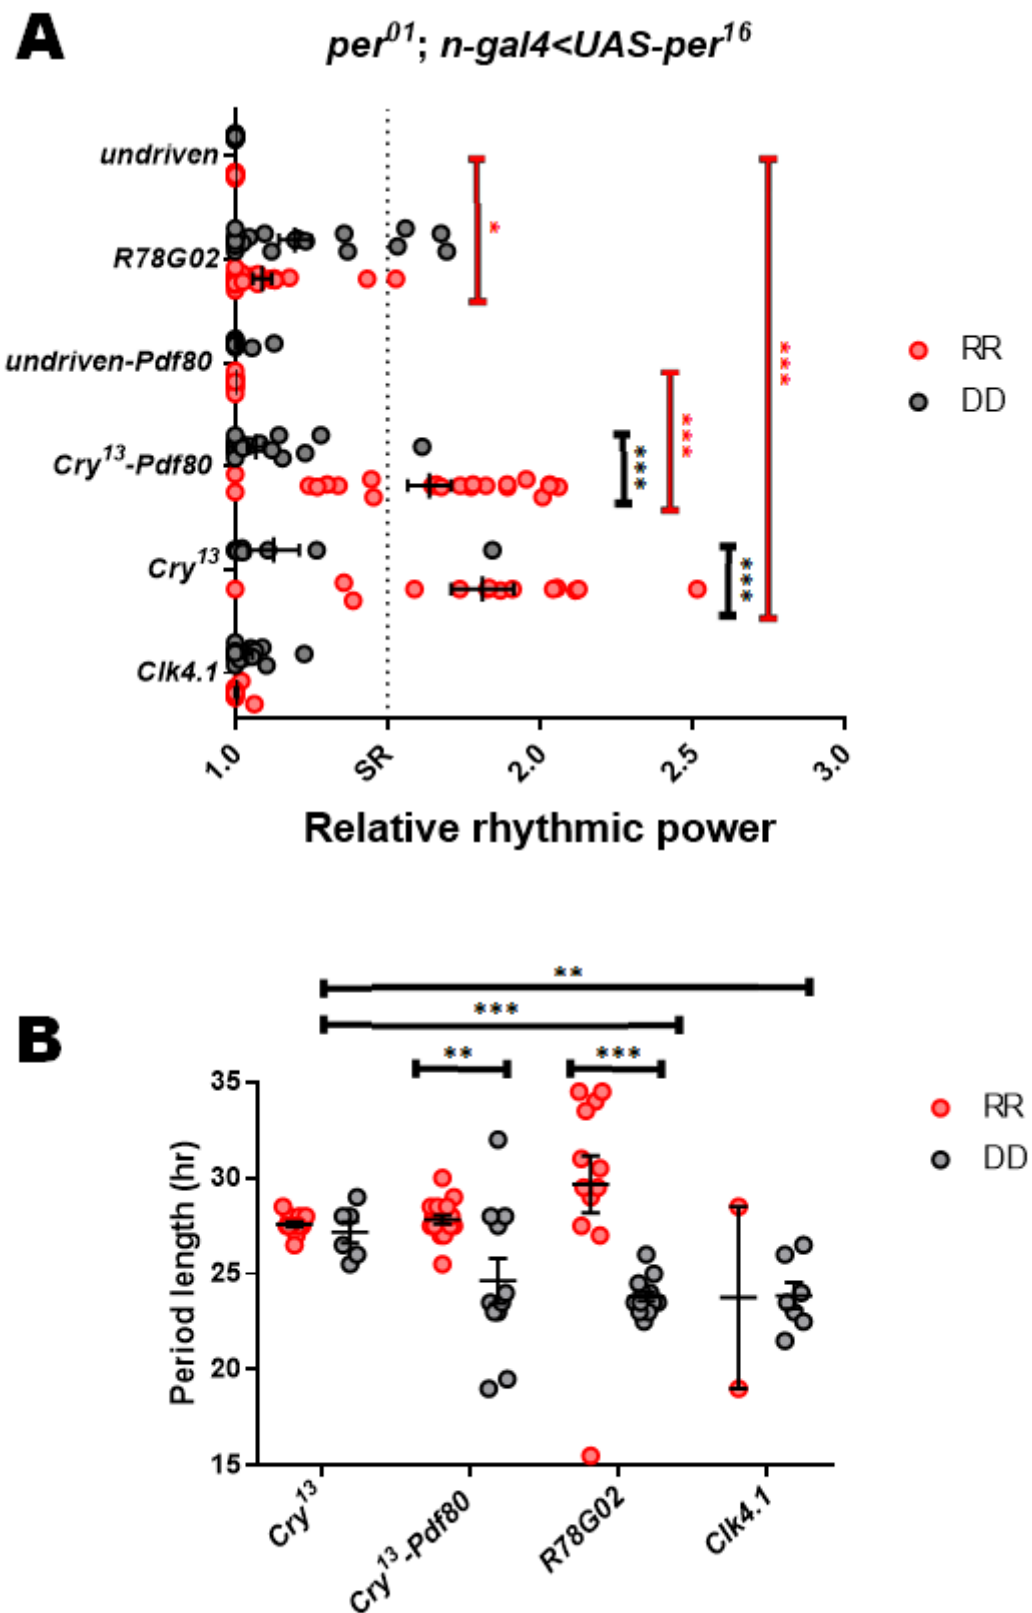 A
per⁰¹; n-gal4<UAS-per¹⁶
undriven
R78G02
undriven-Pdf80
Cry¹³-Pdf80
Cry¹³
Clk4.1
*
***
***
***
***
RR
DD
1.0
SR
2.0
2.5
3.0
Relative rhythmic power
B
**
***
**
***
35
30
25
20
15
Period length (hr)
RR
DD
Cry¹³
Cry¹³-Pdf80
R78G02
Clk4.1